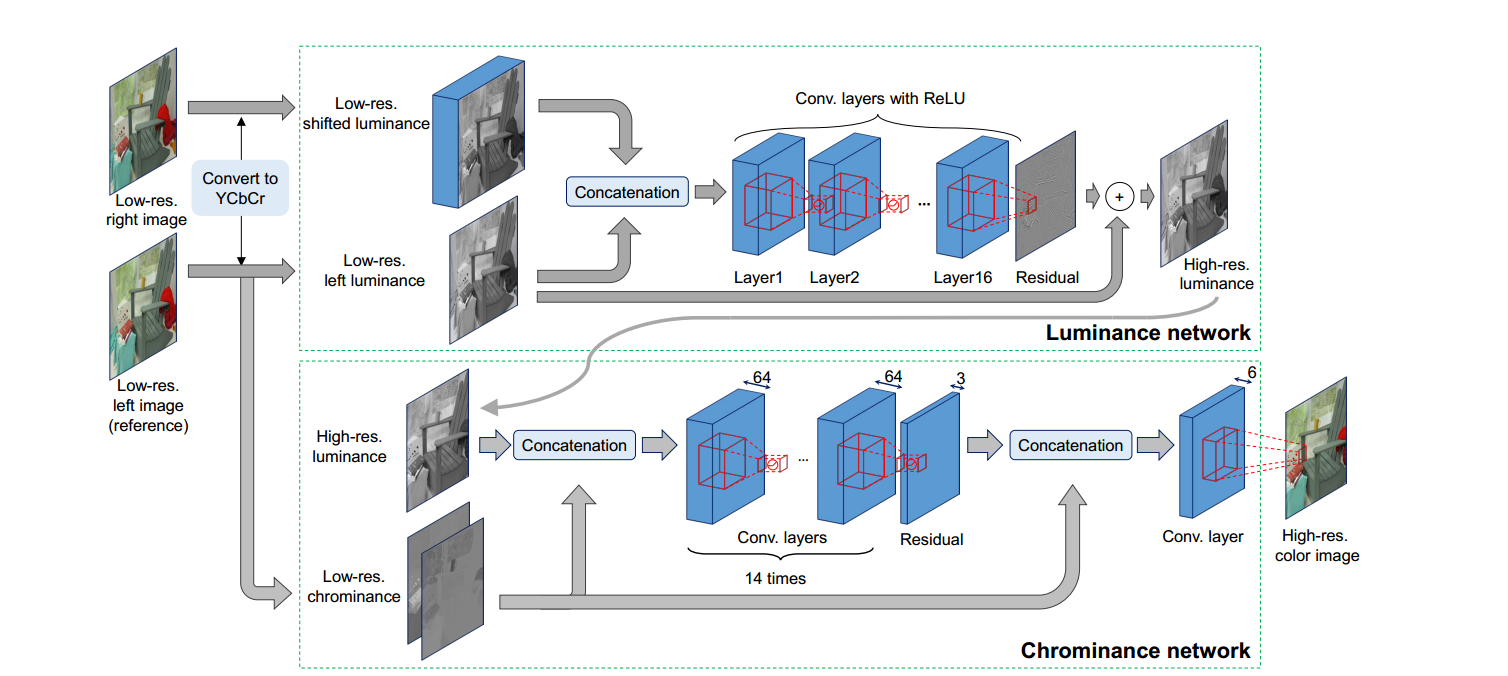 Low-res.
right image
Convert to
YCbCr
Low-res.
left image
(reference)
Low-res.
shifted luminance
Low-res.
left luminance
Concatenation
Conv. layers with ReLU
Layer1
Layer2
...
Layer16
Residual
+
High-res.
luminance
Luminance network
High-res.
luminance
Low-res.
chrominance
Concatenation
64
...
64
3
Conv. layers
14 times
Residual
Concatenation
6
Conv. layer
High-res.
color image
Chrominance network